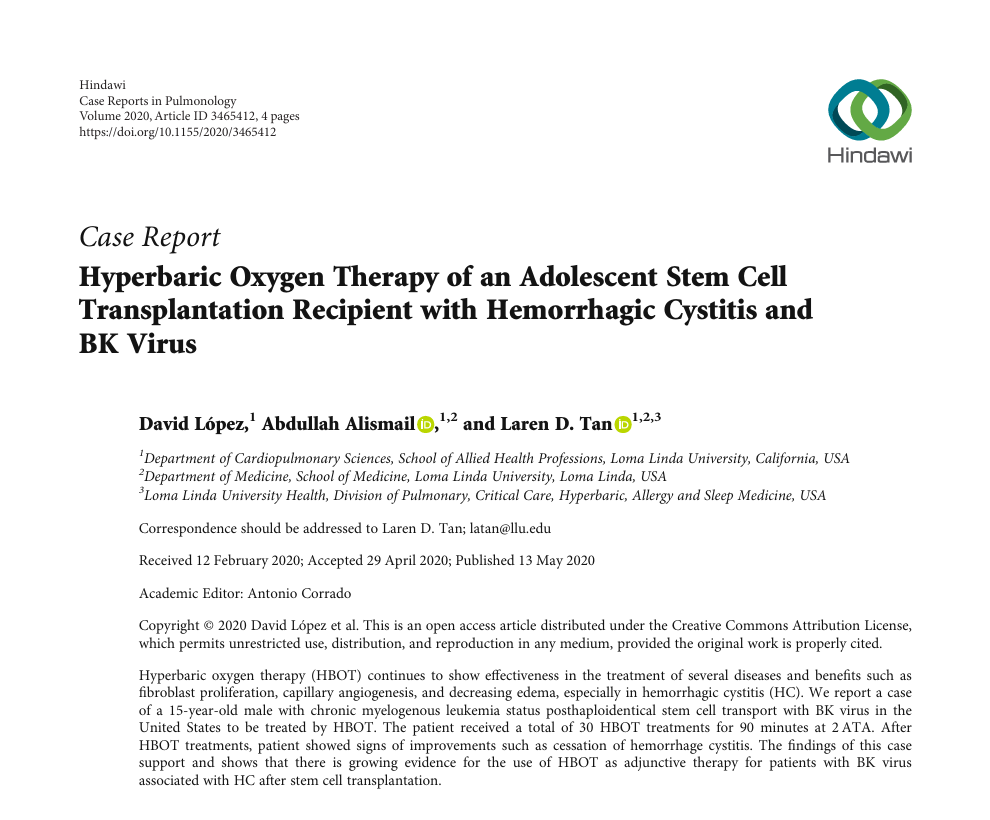 Hindawi
Case Reports in Pulmonology
Volume 2020, Article ID 3465412, 4 pages
https://doi.org/10.1155/2020/3465412
Hindawi
Case Report
Hyperbaric Oxygen Therapy of an Adolescent Stem Cell
Transplantation Recipient with Hemorrhagic Cystitis and
BK Virus
David López,1 Abdullah Alismail iD,1,2 and Laren D. Tan iD1,2,3
1Department of Cardiopulmonary Sciences, School of Allied Health Professions, Loma Linda University, California, USA
2Department of Medicine, School of Medicine, Loma Linda University, Loma Linda, USA
3Loma Linda University Health, Division of Pulmonary, Critical Care, Hyperbaric, Allergy and Sleep Medicine, USA
Correspondence should be addressed to Laren D. Tan; latan@llu.edu
Received 12 February 2020; Accepted 29 April 2020; Published 13 May 2020
Academic Editor: Antonio Corrado
Copyright © 2020 David López et al. This is an open access article distributed under the Creative Commons Attribution License,
which permits unrestricted use, distribution, and reproduction in any medium, provided the original work is properly cited.
Hyperbaric oxygen therapy (HBOT) continues to show effectiveness in the treatment of several diseases and benefits such as
fibroblast proliferation, capillary angiogenesis, and decreasing edema, especially in hemorrhagic cystitis (HC). We report a case
of a 15-year-old male with chronic myelogenous leukemia status posthaploidentical stem cell transport with BK virus in the
United States to be treated by HBOT. The patient received a total of 30 HBOT treatments for 90 minutes at 2 ATA. After
HBOT treatments, patient showed signs of improvements such as cessation of hemorrhage cystitis. The findings of this case
support and shows that there is growing evidence for the use of HBOT as adjunctive therapy for patients with BK virus
associated with HC after stem cell transplantation.